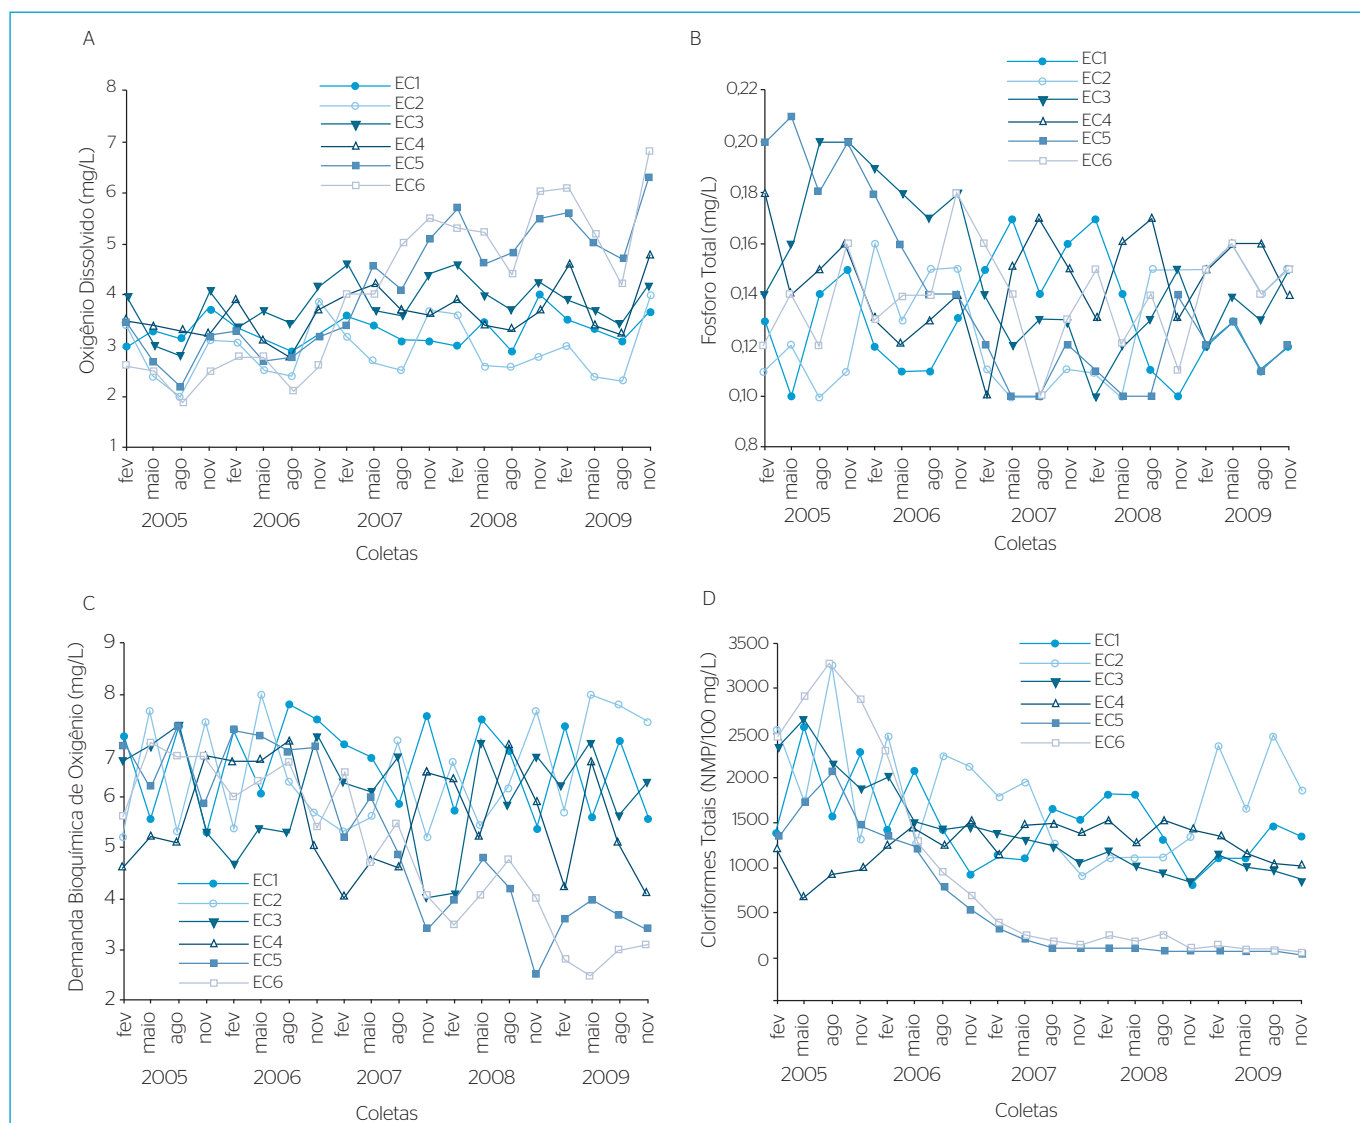 A
Oxigênio Dissolvido (mg/L)
8
7
6
5
4
3
2
1
EC1
EC2
EC3
EC4
EC5
EC6
fev maio ago nov fev maio ago nov fev maio ago nov fev maio ago nov fev maio ago nov
2005 2006 2007 2008 2009
Coletas
B
Fosforo Total (mg/L)
0,22
0,20
0,18
0,16
0,14
0,12
0,10
0,8
EC1
EC2
EC3
EC4
EC5
EC6
fev maio ago nov fev maio ago nov fev maio ago nov fev maio ago nov fev maio ago nov
2005 2006 2007 2008 2009
Coletas
C
Demanda Bioquímica de Oxigênio (mg/L)
9
8
7
6
5
4
3
2
EC1
EC2
EC3
EC4
EC5
EC6
fev maio ago nov fev maio ago nov fev maio ago nov fev maio ago nov fev maio ago nov
2005 2006 2007 2008 2009
Coletas
D
Cloriformes Totais (NMP/100 mg/L)
3500
3000
2500
2000
1500
1000
500
0
EC1
EC2
EC3
EC4
EC5
EC6
fev maio ago nov fev maio ago nov fev maio ago nov fev maio ago nov fev maio ago nov
2005 2006 2007 2008 2009
Coletas